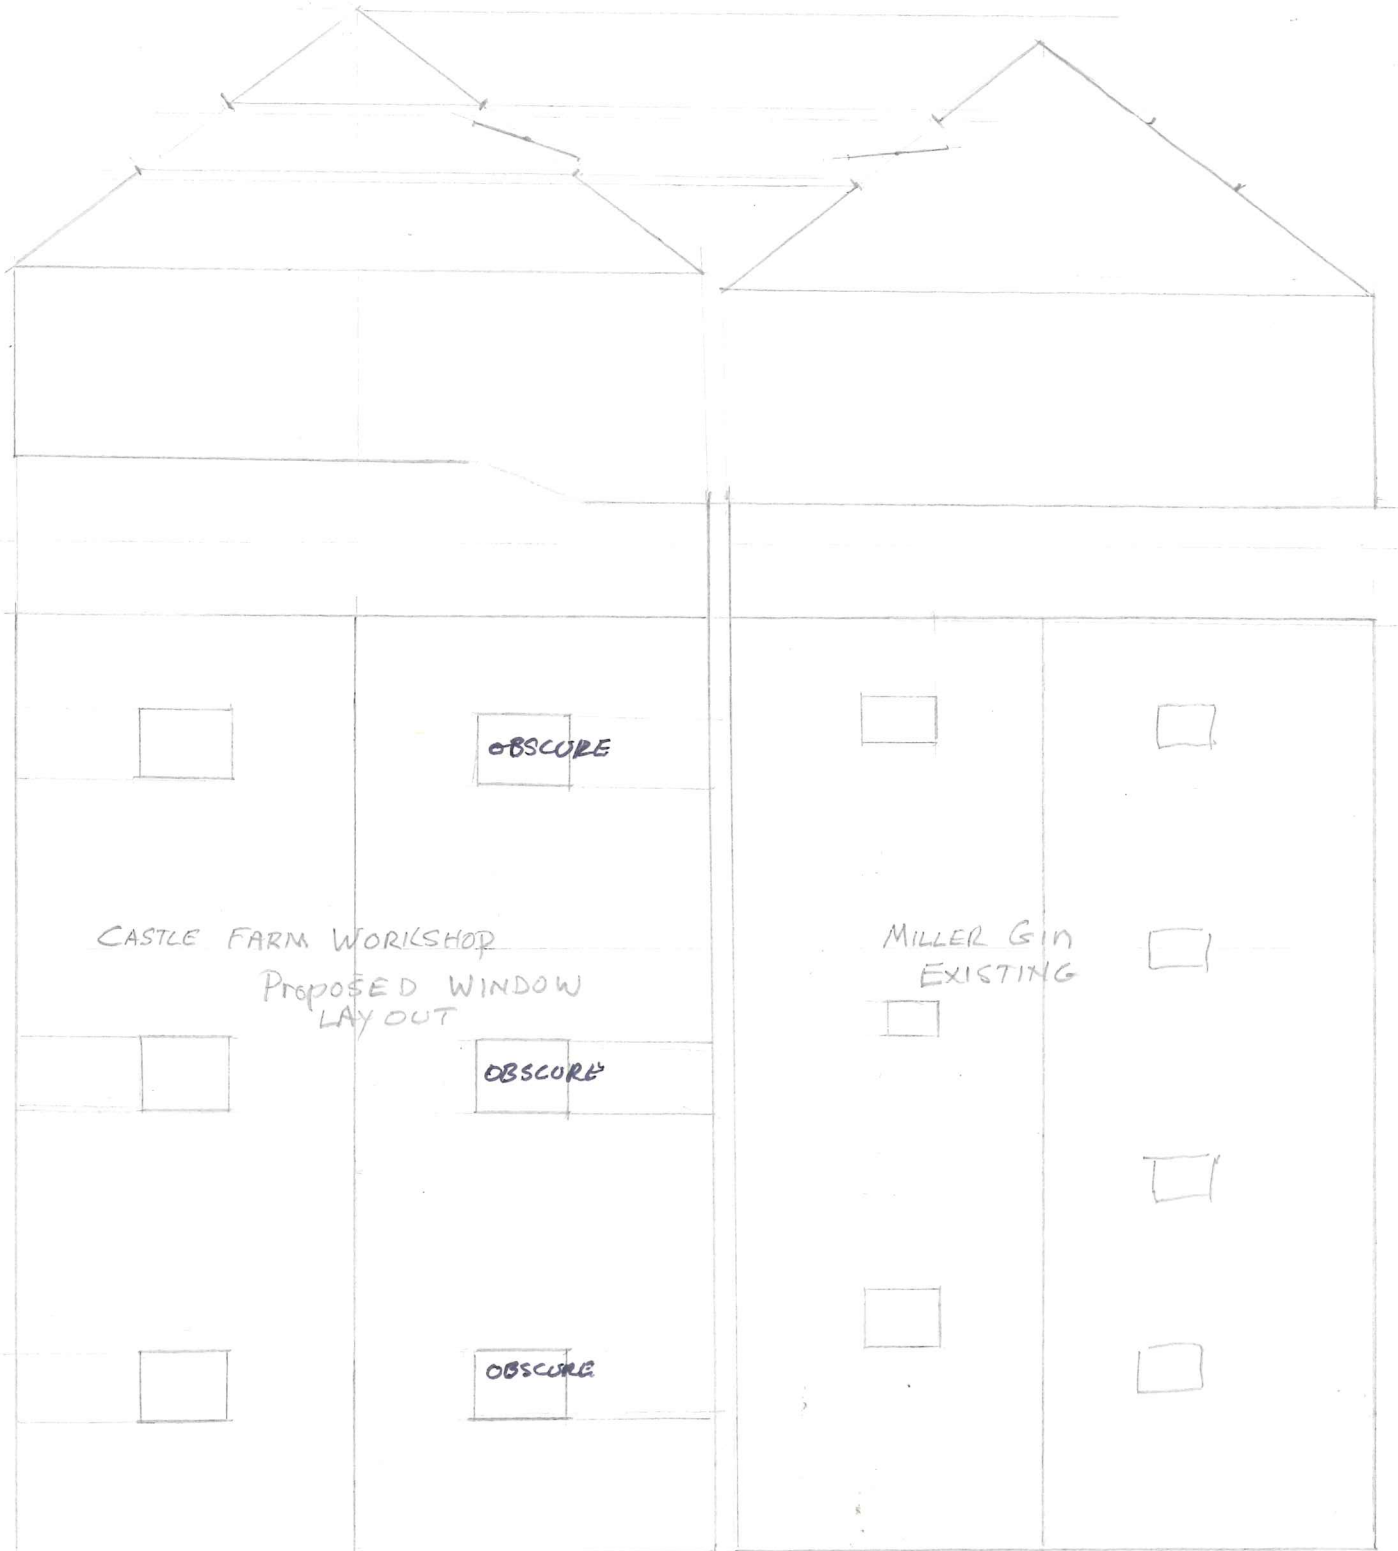 OBSCURE
CASTLE FARM WORKSHOP
PROPOSED WINDOW
LAYOUT
MILLER GIN
EXISTING
OBSCURE
OBSCURE